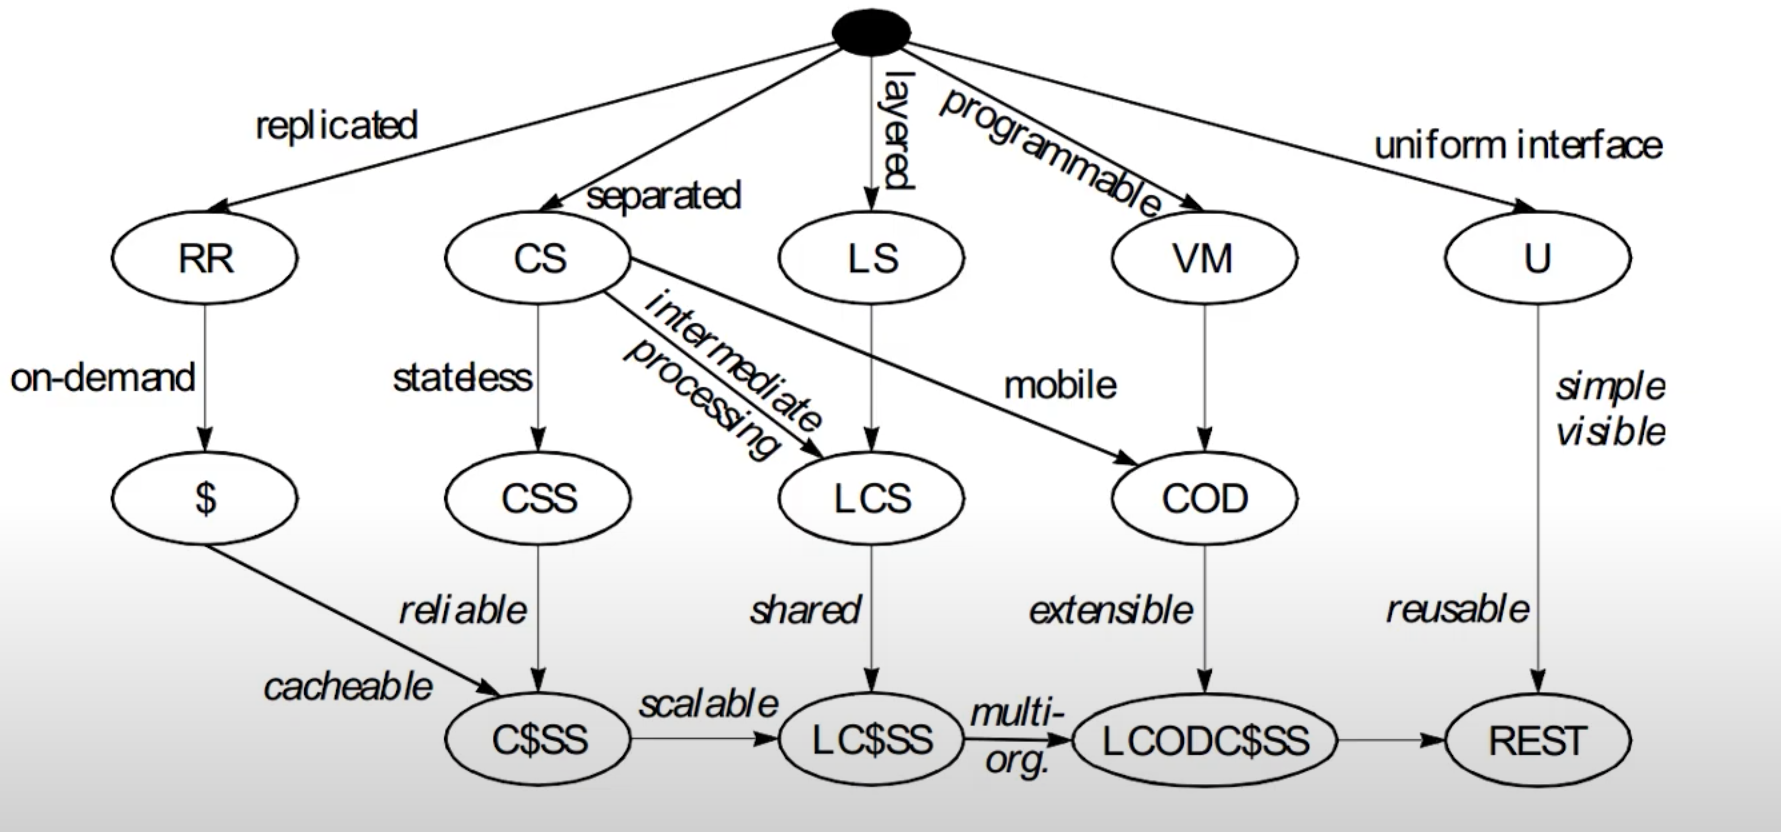 replicated
separated
layered
programmable
uniform interface
RR
CS
LS
VM
U
on-demand
stateless
intermediate
processing
mobile
simple
visible
$
CSS
LCS
COD
reliable
shared
extensible
reusable
cacheable
scalable
multi-
org.
C$SS
LC$SS
LCODC$SS
REST